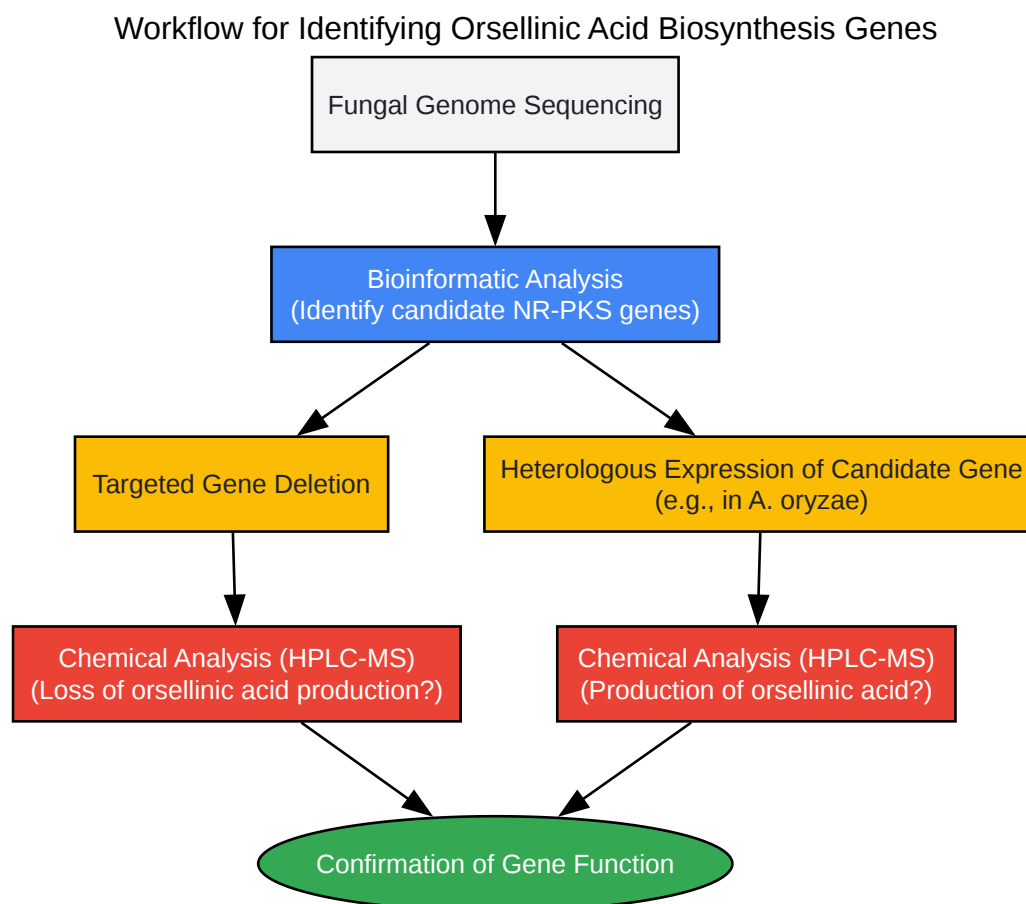 Workflow for Identifying Orsellinic Acid Biosynthesis Genes
Fungal Genome Sequencing
Bioinformatic Analysis
(Identify candidate NR-PKS genes)
Targeted Gene Deletion
Heterologous Expression of Candidate Gene
(e.g., in A. oryzae)
Chemical Analysis (HPLC-MS)
(Loss of orsellinic acid production?)
Chemical Analysis (HPLC-MS)
(Production of orsellinic acid?)
Confirmation of Gene Function